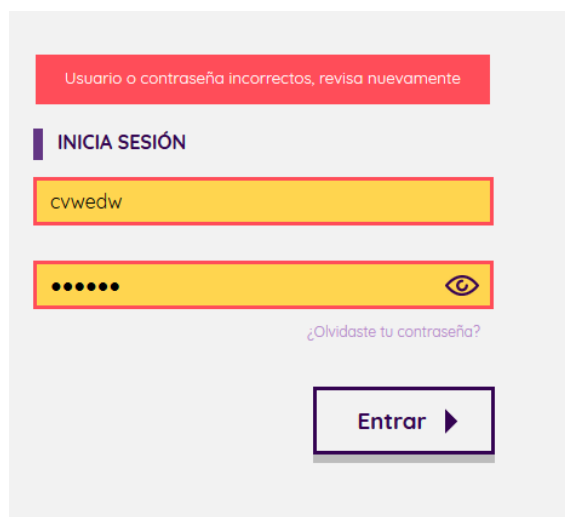 Usuario o contraseña incorrectos, revisa nuevamente
INICIA SESIÓN
cvwedw
●●●●●●
¿Olvidaste tu contraseña?
Entrar